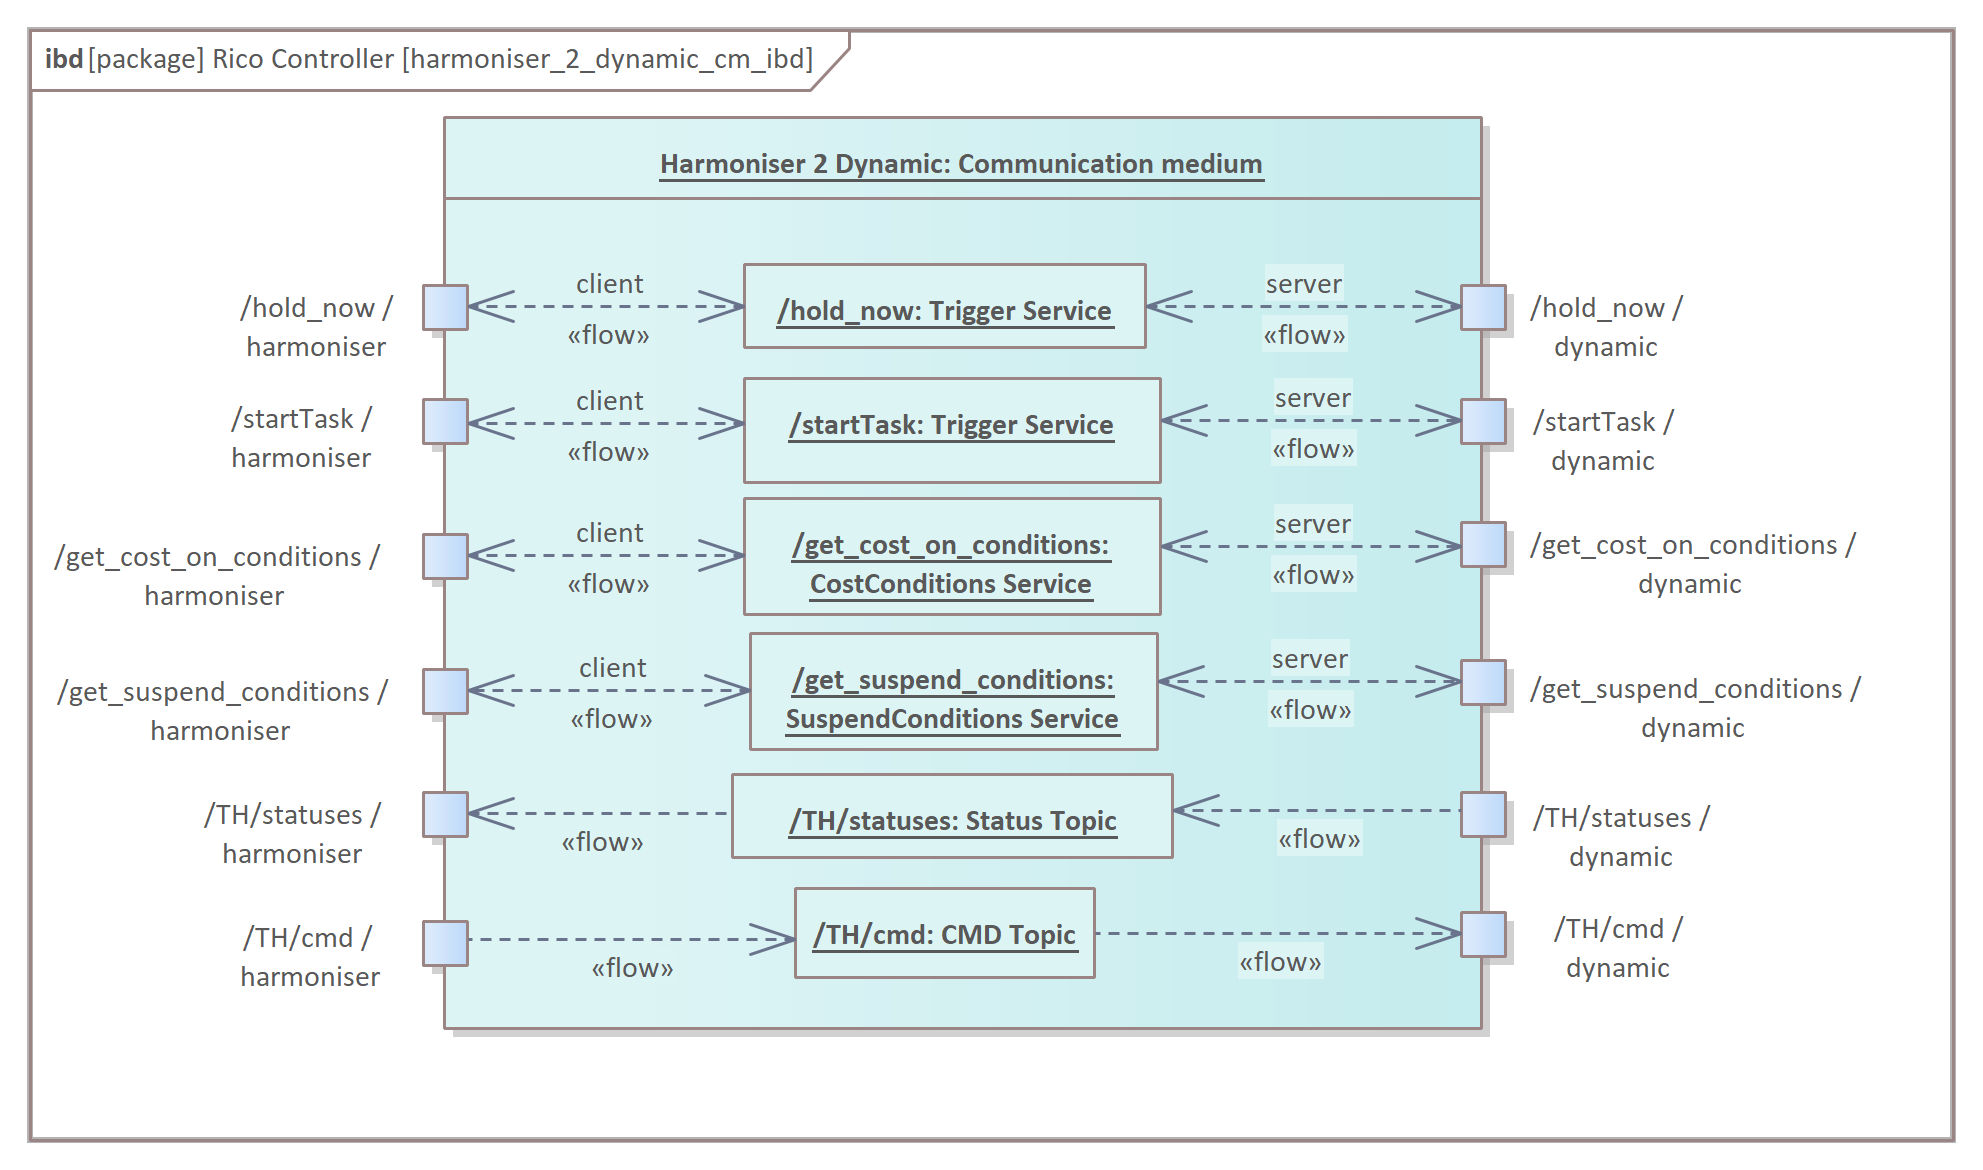 ibd [package] Rico Controller [harmoniser_2_dynamic_cm_ibd]
Harmoniser 2 Dynamic: Communication medium
/hold_now /
harmoniser
client
«flow»
/hold_now: Trigger Service
server
«flow»
/hold_now /
dynamic
/startTask /
harmoniser
client
«flow»
/startTask: Trigger Service
server
«flow»
/startTask /
dynamic
/get_cost_on_conditions /
harmoniser
client
«flow»
/get_cost_on_conditions:
CostConditions Service
server
«flow»
/get_cost_on_conditions /
dynamic
/get_suspend_conditions /
harmoniser
client
«flow»
/get_suspend_conditions:
SuspendConditions Service
server
«flow»
/get_suspend_conditions /
dynamic
/TH/statuses /
harmoniser
«flow»
/TH/statuses: Status Topic
«flow»
/TH/statuses /
dynamic
/TH/cmd /
harmoniser
«flow»
/TH/cmd: CMD Topic
«flow»
/TH/cmd /
dynamic